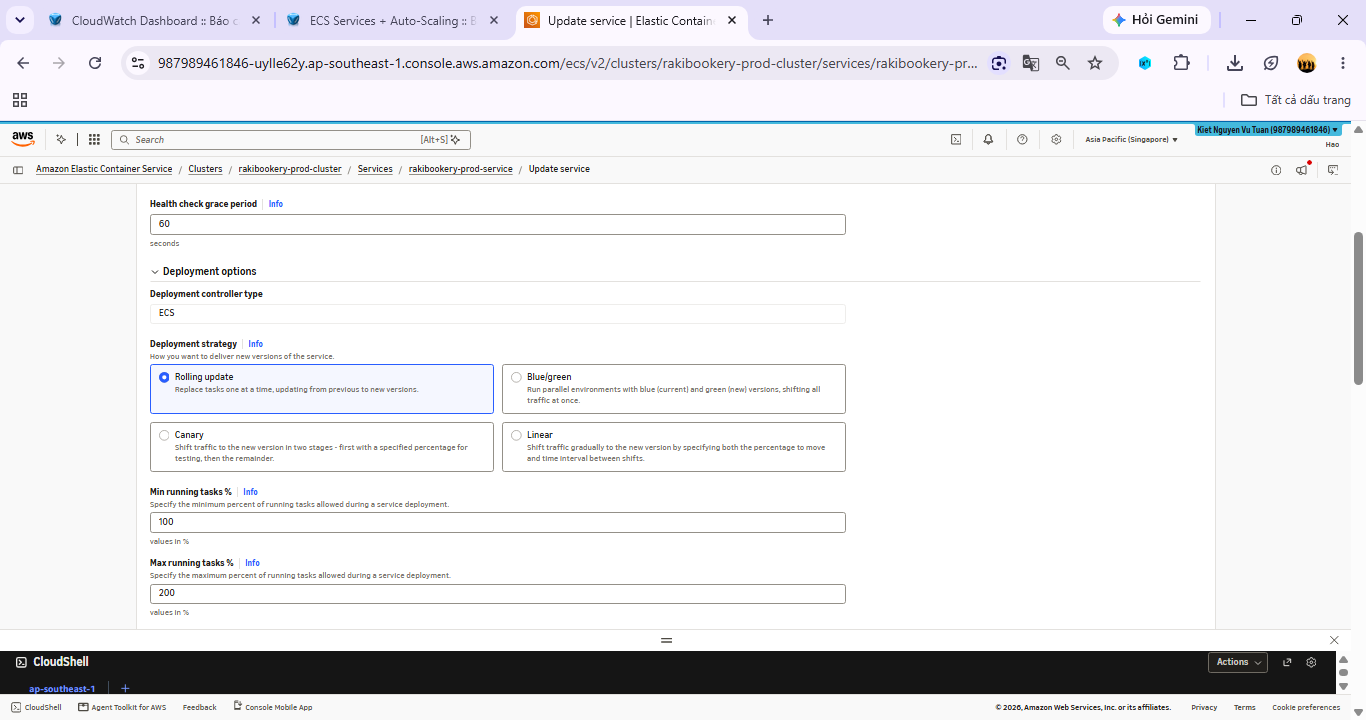 CloudWatch Dashboard :: Báo c
ECS Services + Auto-Scaling :: B
Update service | Elastic Contain
Hỏi Gemini
987989461846-uylle62y.ap-southeast-1.console.aws.amazon.com/ecs/v2/clusters/rakibookery-prod-cluster/services/rakibookery-pr...
Tất cả dấu trang
aws
Search
[Alt+S]
Asia Pacific (Singapore)
Kiet Nguyen Vu Tuan (987989461846)
Hao
Amazon Elastic Container Service / Clusters / rakibookery-prod-cluster / Services / rakibookery-prod-service / Update service
Health check grace period
Info
60
seconds
Deployment options
Deployment controller type
ECS
Deployment strategy
Info
How you want to deliver new versions of the service.
Rolling update
Replace tasks one at a time, updating from previous to new versions.
Blue/green
Run parallel environments with blue (current) and green (new) versions, shifting all
traffic at once.
Canary
Shift traffic to the new version in two stages - first with a specified percentage for
testing, then the remainder.
Linear
Shift traffic gradually to the new version by specifying both the percentage to move
and time interval between shifts.
Min running tasks %
Info
Specify the minimum percent of running tasks allowed during a service deployment.
100
values in %
Max running tasks %
Info
Specify the maximum percent of running tasks allowed during a service deployment.
200
values in %
CloudShell
Actions
ap-southeast-1
CloudShell
Agent Toolkit for AWS
Feedback
Console Mobile App
© 2026, Amazon Web Services, Inc. or its affiliates.
Privacy
Terms
Cookie preferences